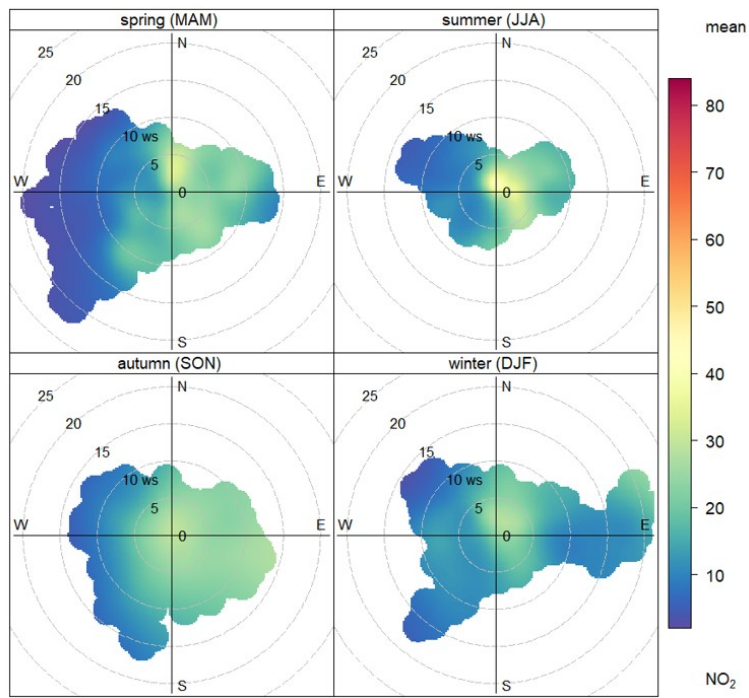 spring (MAM)
25
20
15
10 ws
5
0
N
W
E
S
summer (JJA)
25
20
15
10 ws
5
0
N
W
E
S
autumn (SON)
25
20
15
10 ws
5
0
N
W
E
S
winter (DJF)
25
20
15
10 ws
5
0
N
W
E
S
mean
80
70
60
50
40
30
20
10
NO₂